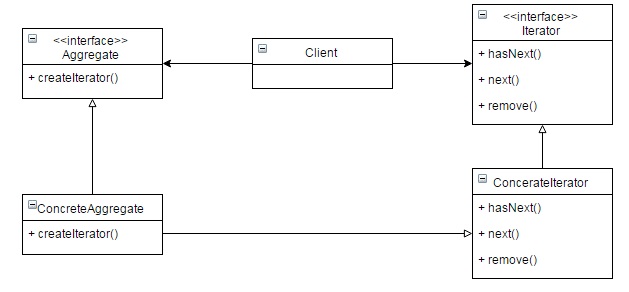 <<interface>>
Aggregate
+ createIterator()
Client
<<interface>>
Iterator
+ hasNext()
+ next()
+ remove()
ConcreteAggregate
+ createIterator()
ConcerateIterator
+ hasNext()
+ next()
+ remove()